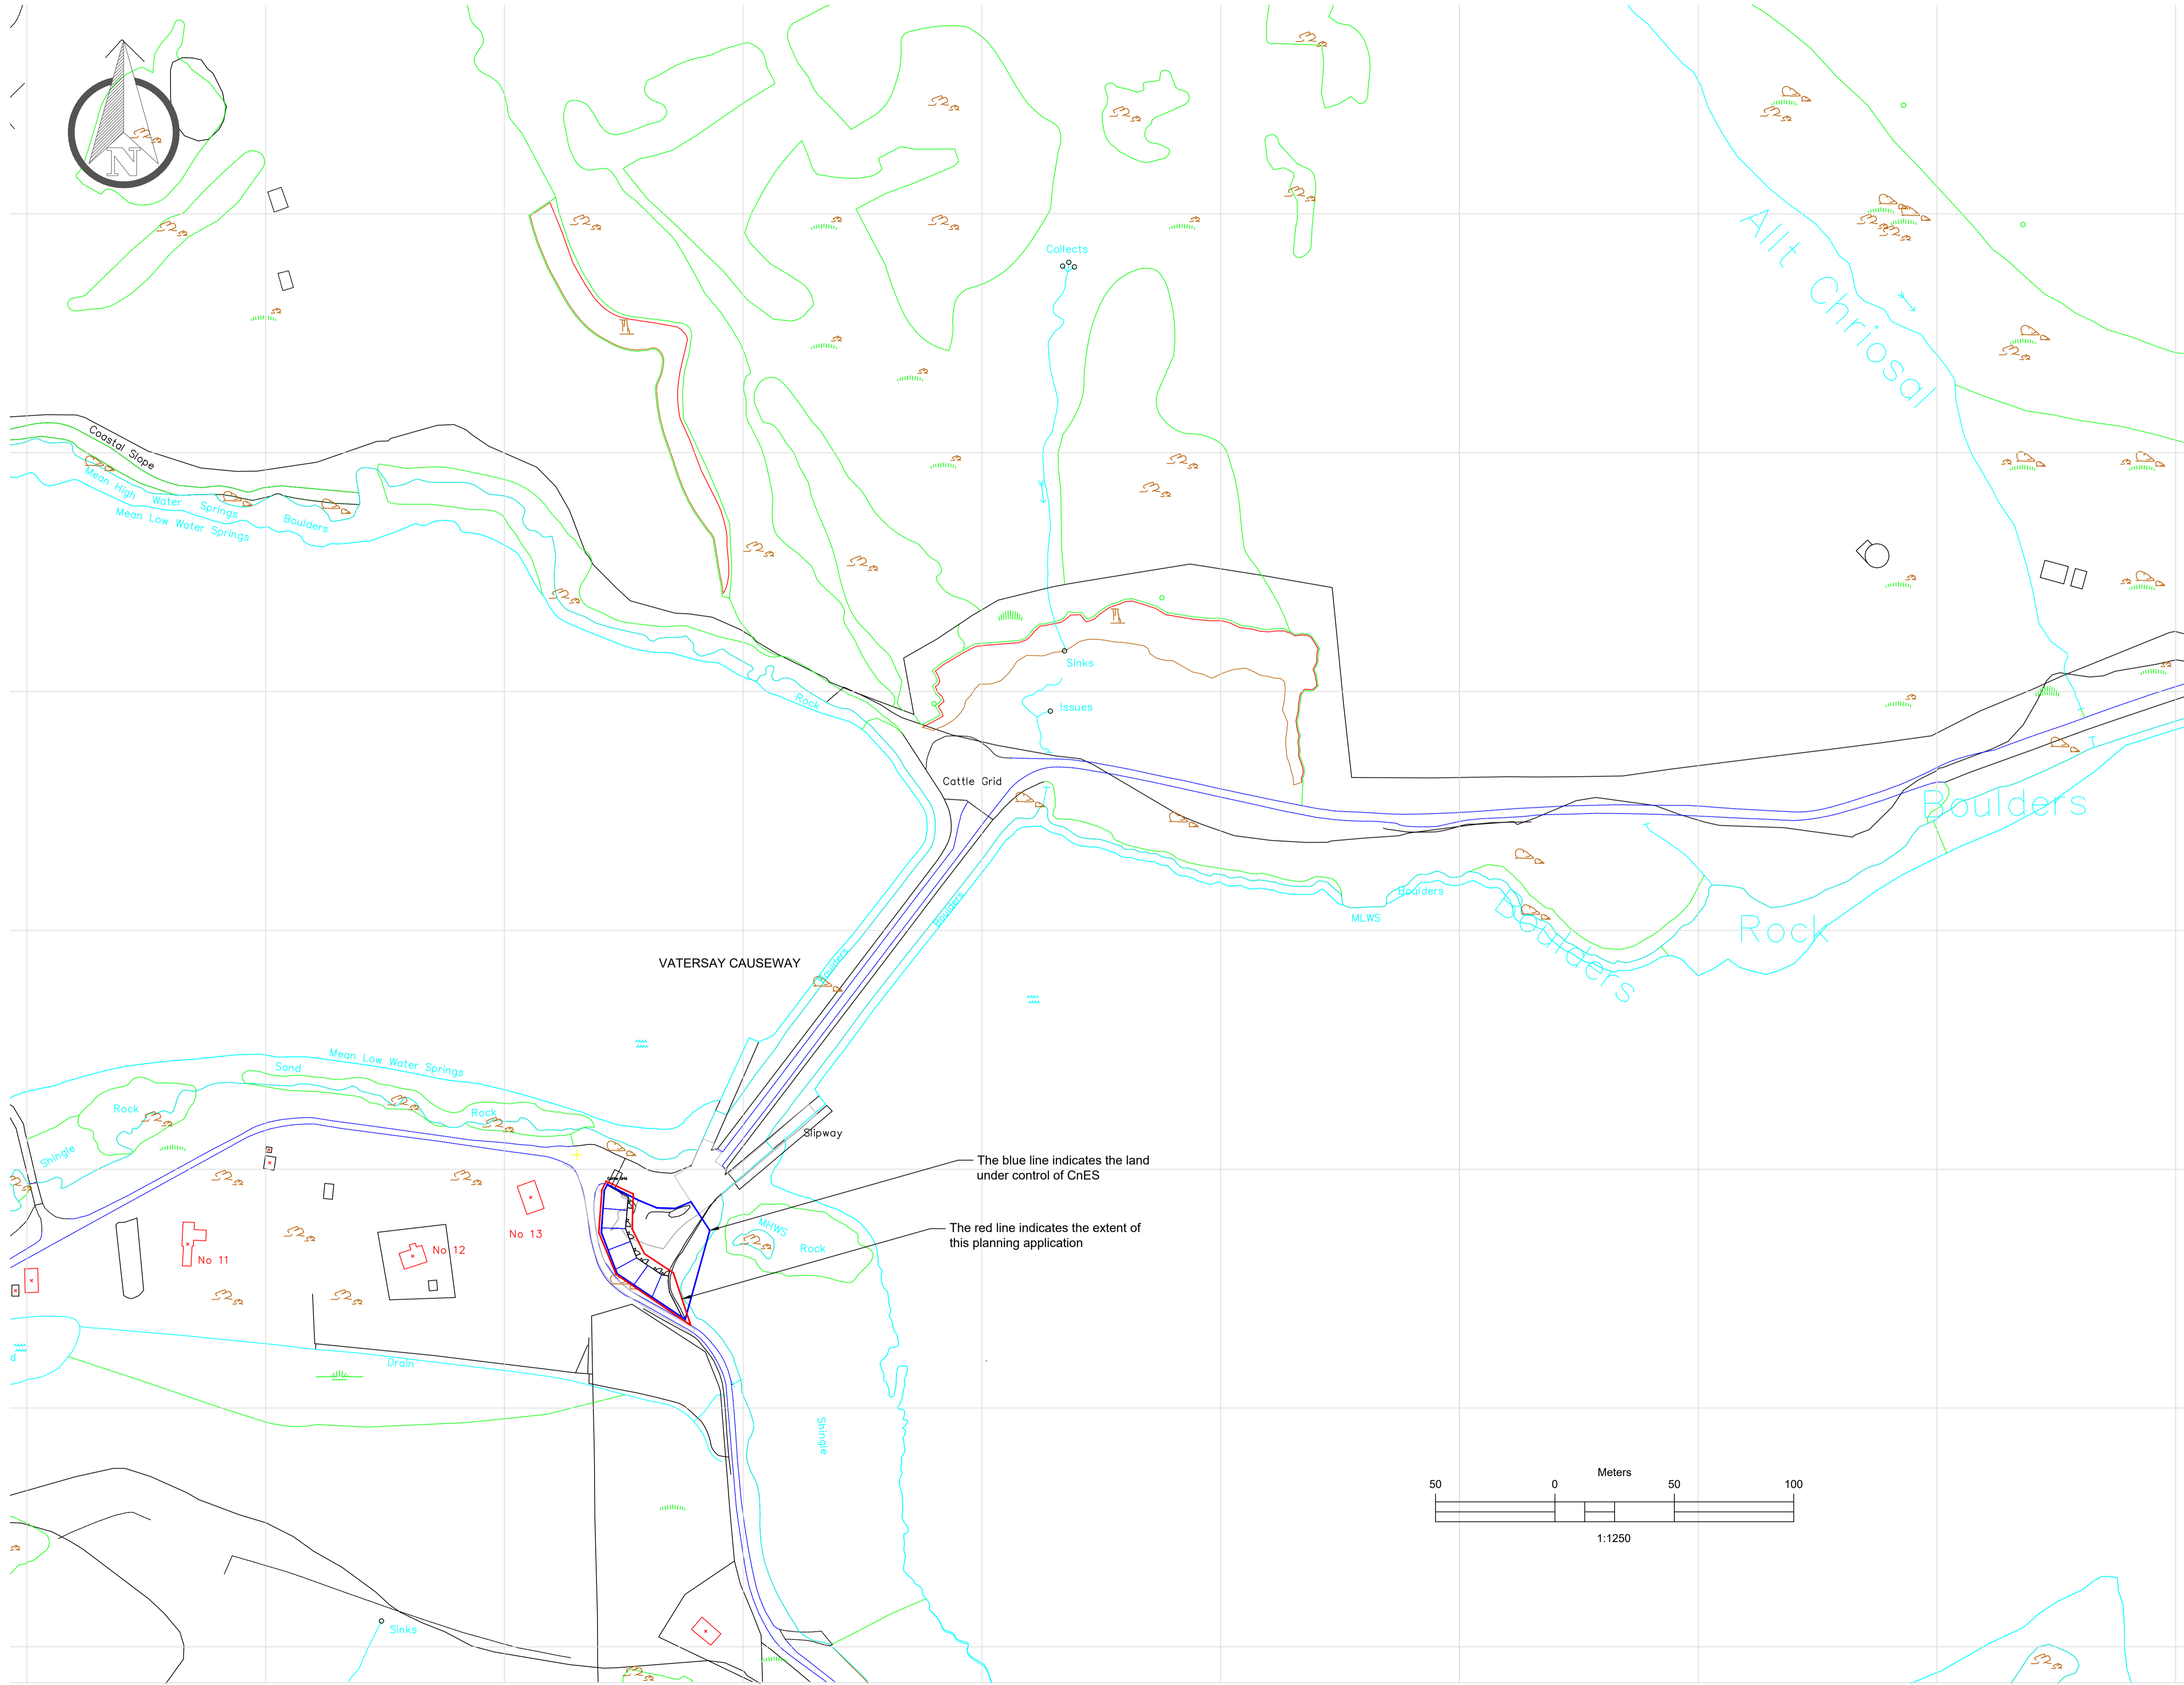 N
Collects
Allt Chriosal
Coastal Slope
Mean High Water Springs
Mean Low Water Springs
Boulders
Sinks
Issues
Rock
Cattle Grid
Boulders
Boulders
Boulders
MLWS
Boulders
Rock
VATERSAY CAUSEWAY
Boulders
Mean Low Water Springs
Sand
Rock
Rock
Slipway
Shingle
The blue line indicates the land
under control of CnES
The red line indicates the extent of
this planning application
MHWS
Rock
No 11
No 12
No 13
d
Drain
Shingle
Meters
50 0 50 100
1:1250
Sinks